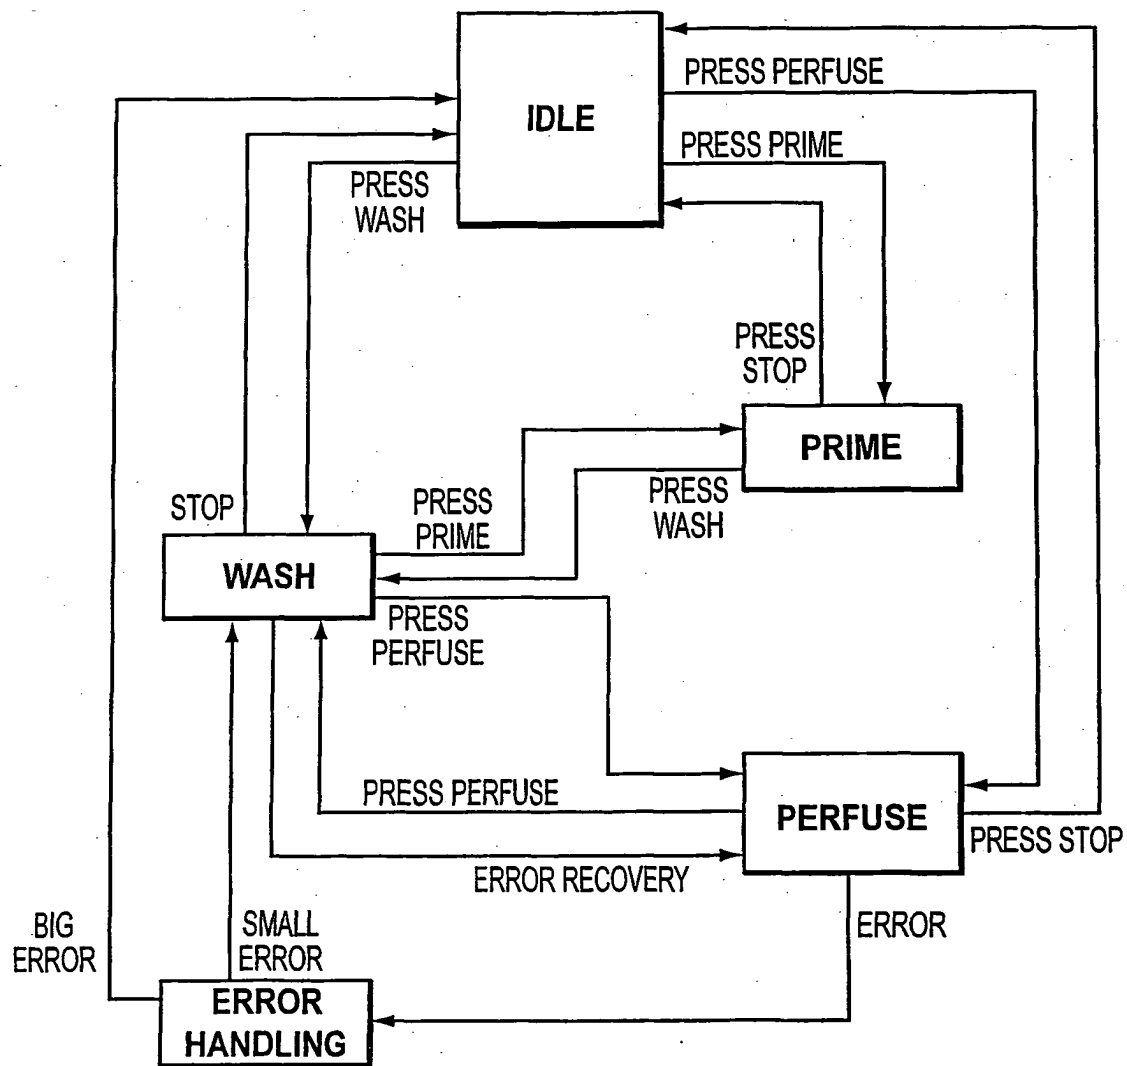 PRESS PERFUSE
IDLE
PRESS PRIME
PRESS
WASH
PRESS
STOP
PRIME
STOP
PRESS
PRIME
PRESS
WASH
WASH
PRESS
PERFUSE
PRESS PERFUSE
PERFUSE
PRESS STOP
ERROR RECOVERY
BIG
ERROR
SMALL
ERROR
ERROR
ERROR
HANDLING